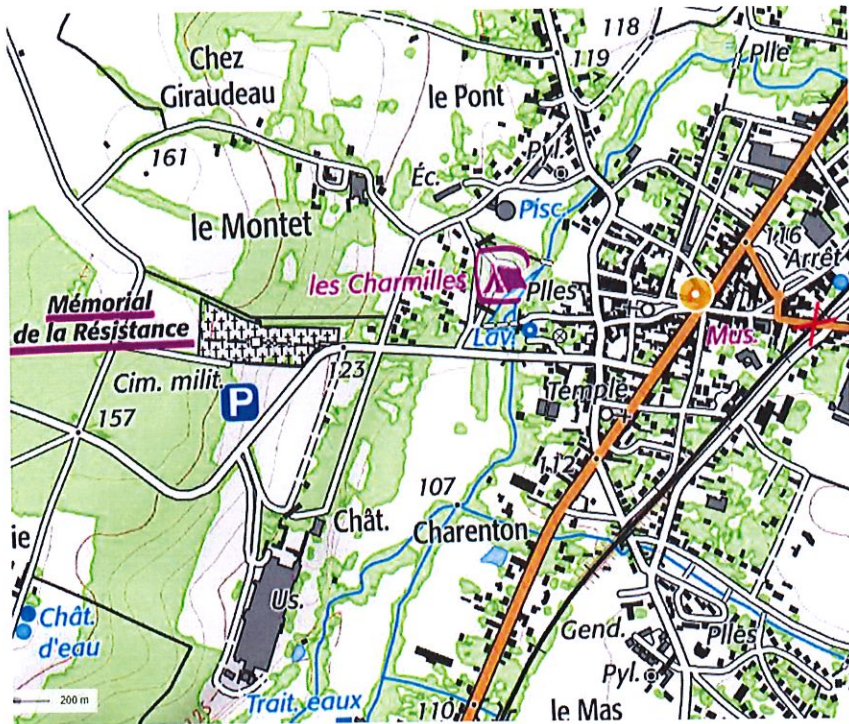 118
Plle
Chez
Giraudeau
119
le Pont
161
Pyl.
Éc.
Pisc.
le Montet
116
Arrêt
les Charmilles
Plles
Mémorial
de la Résistance
Lav.
Mus.
Cim. milit.
P
123
Temple
157
112
107
Chât.
Charenton
ie
Us.
Chât.
d'eau
Gend.
Plles
Pyl.
200 m
125
Trait. eaux
110
le Mas